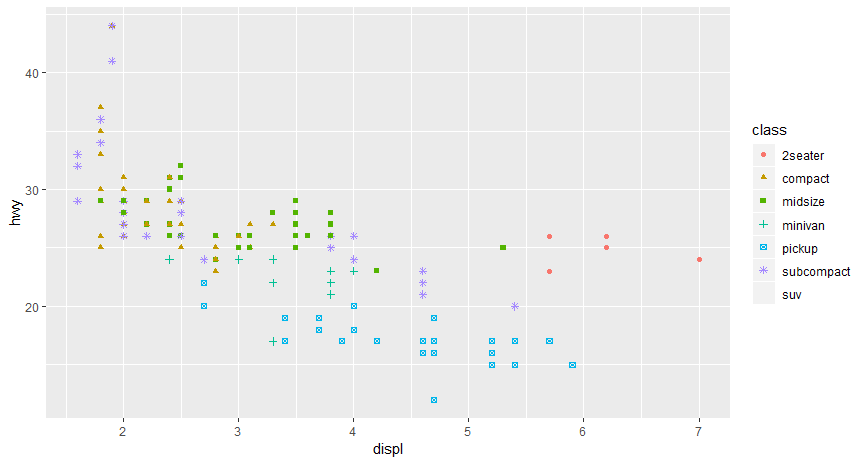 hwy
40
30
20
2 3 4 5 6 7
displ
class
2seater
compact
midsize
minivan
pickup
subcompact
suv